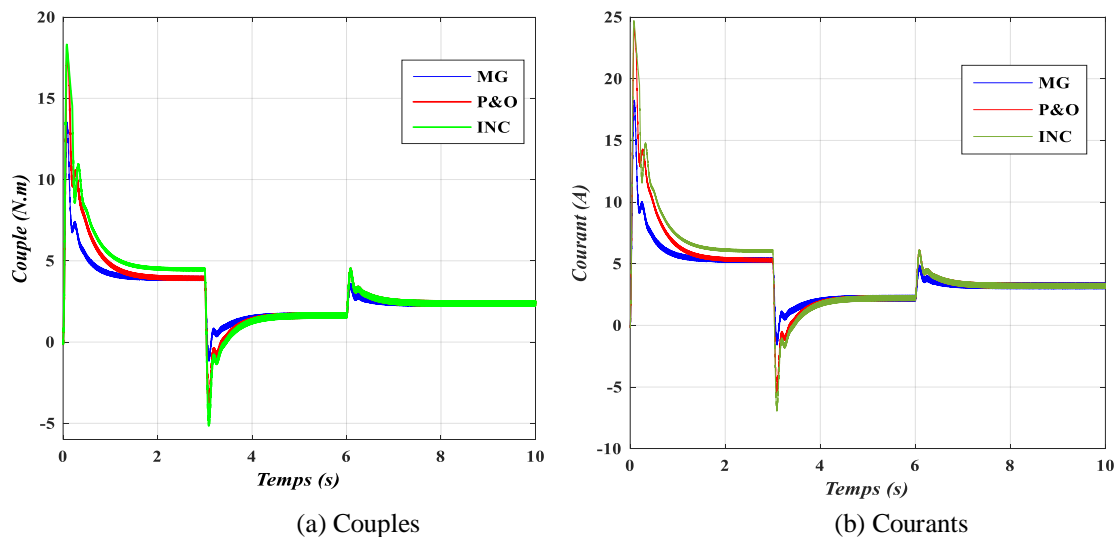 20
15
10
5
0
-5
Couple (N.m)
MG
P&O
INC
0 2 4 6 8 10
Temps (s)
(a) Couples
25
20
15
10
5
0
-5
-10
Courant (A)
MG
P&O
INC
0 2 4 6 8 10
Temps (s)
(b) Courants